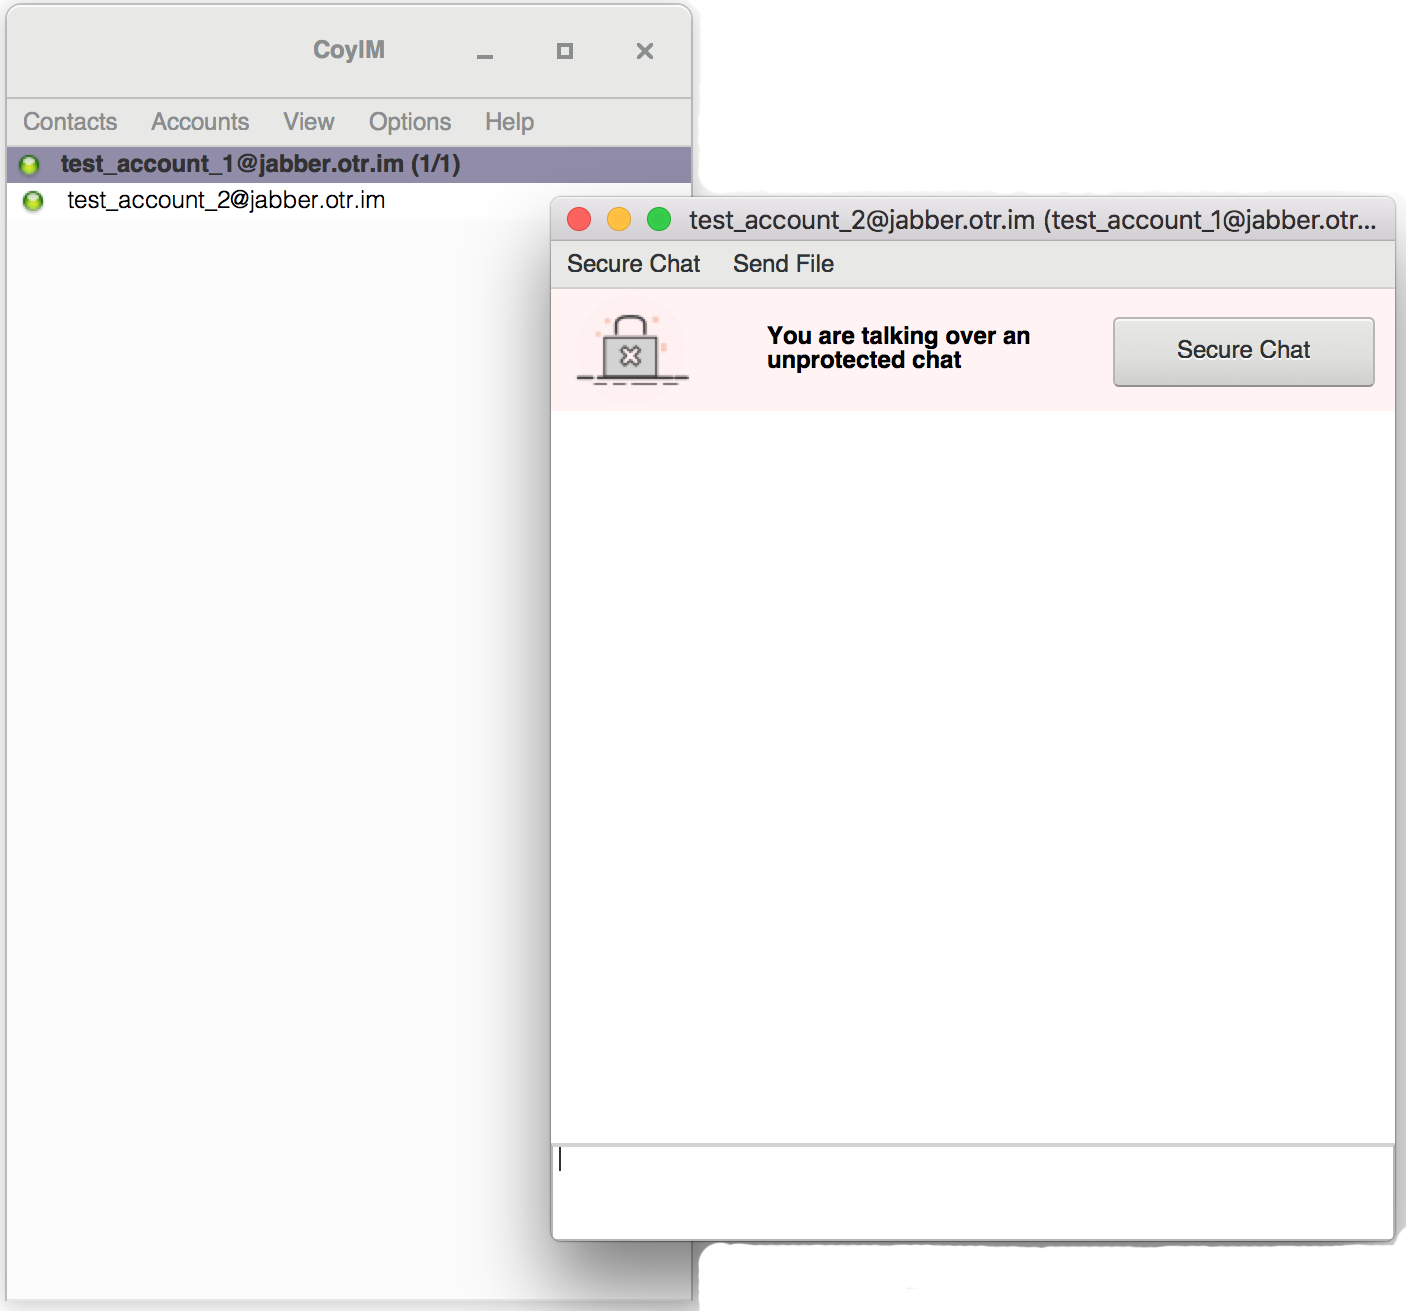 CoyIM
Contacts Accounts View Options Help
test_account_1@jabber.otr.im (1/1)
test_account_2@jabber.otr.im
test_account_2@jabber.otr.im (test_account_1@jabber.otr...
Secure Chat Send File
You are talking over an
unprotected chat
Secure Chat